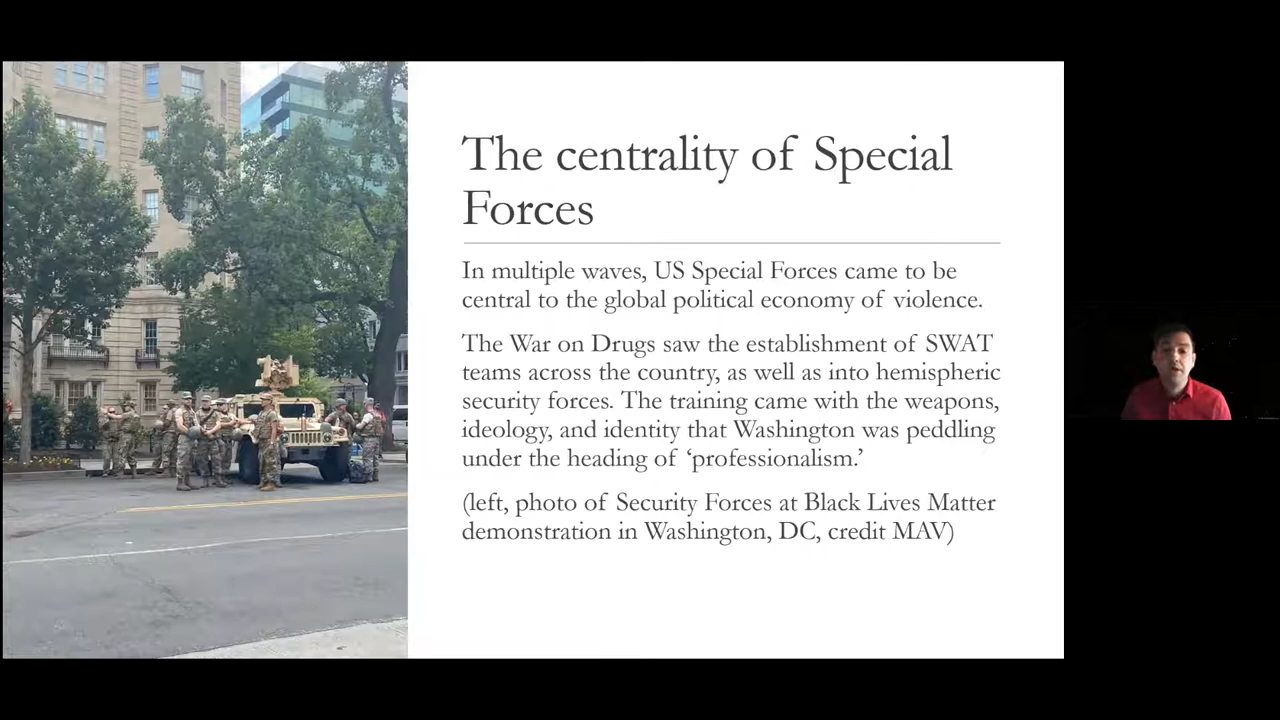 The centrality of Special
Forces
In multiple waves, US Special Forces came to be
central to the global political economy of violence.
The War on Drugs saw the establishment of SWAT
teams across the country, as well as into hemispheric
security forces. The training came with the weapons,
ideology, and identity that Washington was peddling
under the heading of ‘professionalism.’
(left, photo of Security Forces at Black Lives Matter
demonstration in Washington, DC, credit MAV)